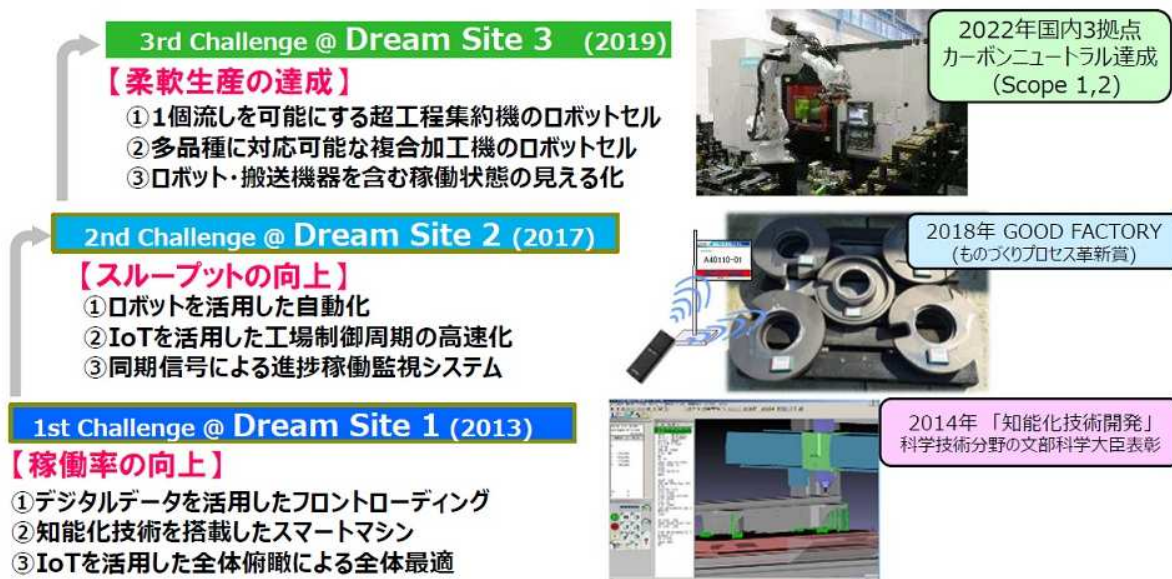 3rd Challenge @ Dream Site 3 (2019)
【柔軟生産の達成】
①1個流しを可能にする超工程集約機のロボットセル
②多品種に対応可能な複合加工機のロボットセル
③ロボット・搬送機器を含む稼働状態の見える化
2022年国内3拠点
カーボンニュートラル達成
(Scope 1,2)
2nd Challenge @ Dream Site 2 (2017)
【スループットの向上】
①ロボットを活用した自動化
②IoTを活用した工場制御周期の高速化
③同期信号による進捗稼働監視システム
A40110-01
2018年 GOOD FACTORY
(ものづくりプロセス革新賞)
1st Challenge @ Dream Site 1 (2013)
【稼働率の向上】
①デジタルデータを活用したフロントローディング
②知能化技術を搭載したスマートマシン
③IoTを活用した全体俯瞰による全体最適
2014年 「知能化技術開発」
科学技術分野の文部科学大臣表彰